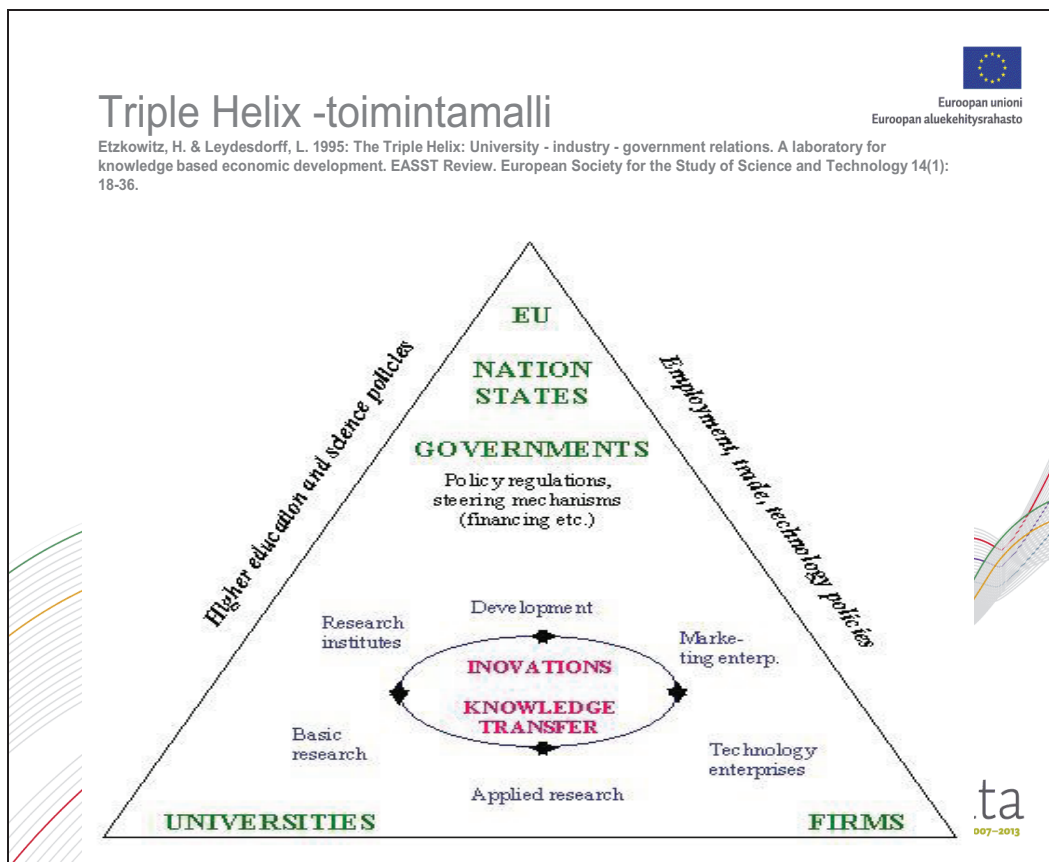 Euroopan unioni
Euroopan aluekehitysrahasto
Triple Helix -toimintamalli
Etzkowitz, H. & Leydesdorff, L. 1995: The Triple Helix: University - industry - government relations. A laboratory for
knowledge based economic development. EASST Review. European Society for the Study of Science and Technology 14(1):
18-36.
EU
NATION
STATES
GOVERNMENTS
Policy regulations,
steering mechanisms
(financing etc.)
Higher education and science policies
Employment, trade, technology policies
Development
Research
institutes
Marke-
ting enterp.
INOVATIONS
KNOWLEDGE
TRANSFER
Basic
research
Technology
enterprises
Applied research
UNIVERSITIES
FIRMS
ta
007–2013